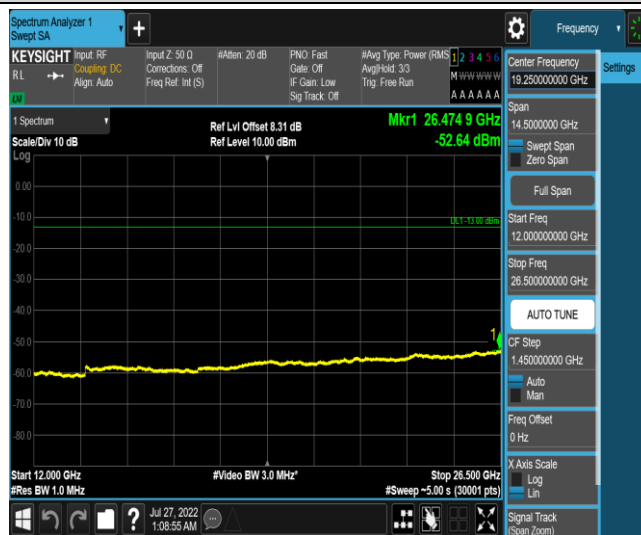 Spectrum Analyzer 1
Swept SA
+
Frequency
KEYSIGHT
RL
Input: RF
Coupling: DC
Align: Auto
Input Z: 50 Ω
Corrections: Off
Freq Ref: Int (S)
#Atten: 20 dB
PNO: Fast
Gate: Off
IF Gain: Low
Sig Track: Off
#Avg Type: Power (RMS
Avg|Hold: 3/3
Trig: Free Run
1 2 3 4 5 6
M W W W W W
A A A A A A
LXI
1 Spectrum
Scale/Div 10 dB
Log
Ref Lvl Offset 8.31 dB
Ref Level 10.00 dBm
Mkr1 26.474 9 GHz
-52.64 dBm
0.00
-10.0
-20.0
-30.0
-40.0
-50.0
-60.0
-70.0
-80.0
DL1 -13.00 dBm
1
Start 12.000 GHz
#Res BW 1.0 MHz
#Video BW 3.0 MHz*
Stop 26.500 GHz
#Sweep ~5.00 s (30001 pts)
?
Jul 27, 2022
1:08:55 AM
Center Frequency
19.250000000 GHz
Settings
Span
14.5000000 GHz
Swept Span
Zero Span
Full Span
Start Freq
12.000000000 GHz
Stop Freq
26.500000000 GHz
AUTO TUNE
CF Step
1.450000000 GHz
Auto
Man
Freq Offset
0 Hz
X Axis Scale
Log
Lin
Signal Track
(Span Zoom)